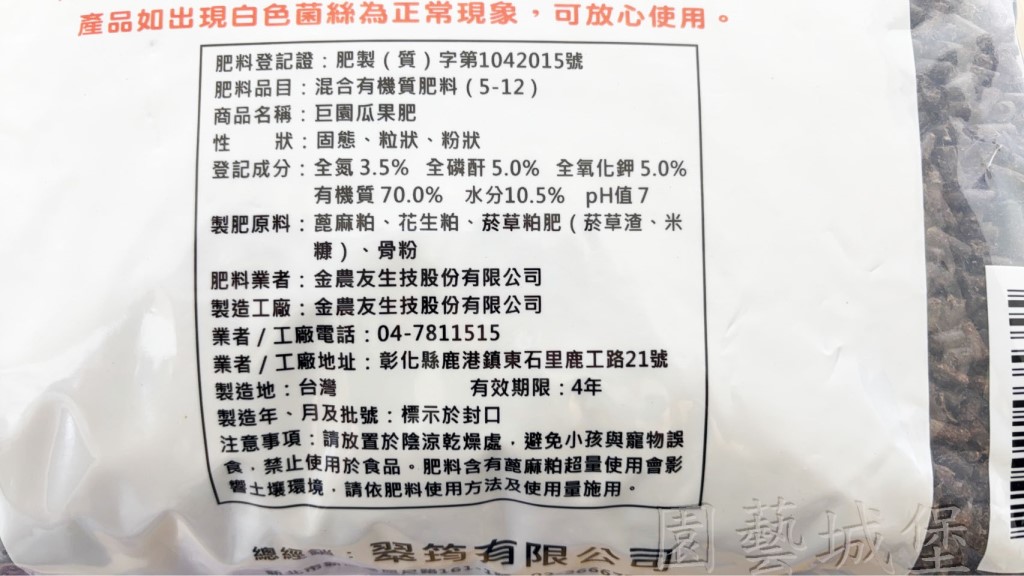 產品如出現白色菌絲為正常現象，可放心使用。
肥料登記證：肥製（質）字第1042015號
肥料品目：混合有機質肥料（5-12）
商品名稱：巨園瓜果肥
性　　狀：固態、粒狀、粉狀
登記成分：全氮3.5%　全磷酐5.0%　全氧化鉀5.0%
有機質70.0%　水分10.5%　pH值7
製肥原料：蓖麻粕、花生粕、菸草粕肥（菸草渣、米
糠）、骨粉
肥料業者：金農友生技股份有限公司
製造工廠：金農友生技股份有限公司
業者/工廠電話：04-7811515
業者/工廠地址：彰化縣鹿港鎮東石里鹿工路21號
製造地：台灣　　　　　有效期限：4年
製造年、月及批號：標示於封口
注意事項：請放置於陰涼乾燥處，避免小孩與寵物誤
食，禁止使用於食品。肥料含有蓖麻粕超量使用會影
響土壤環境，請依肥料使用方法及使用量施用。
總經銷：翠筠有限公司
園藝城堡